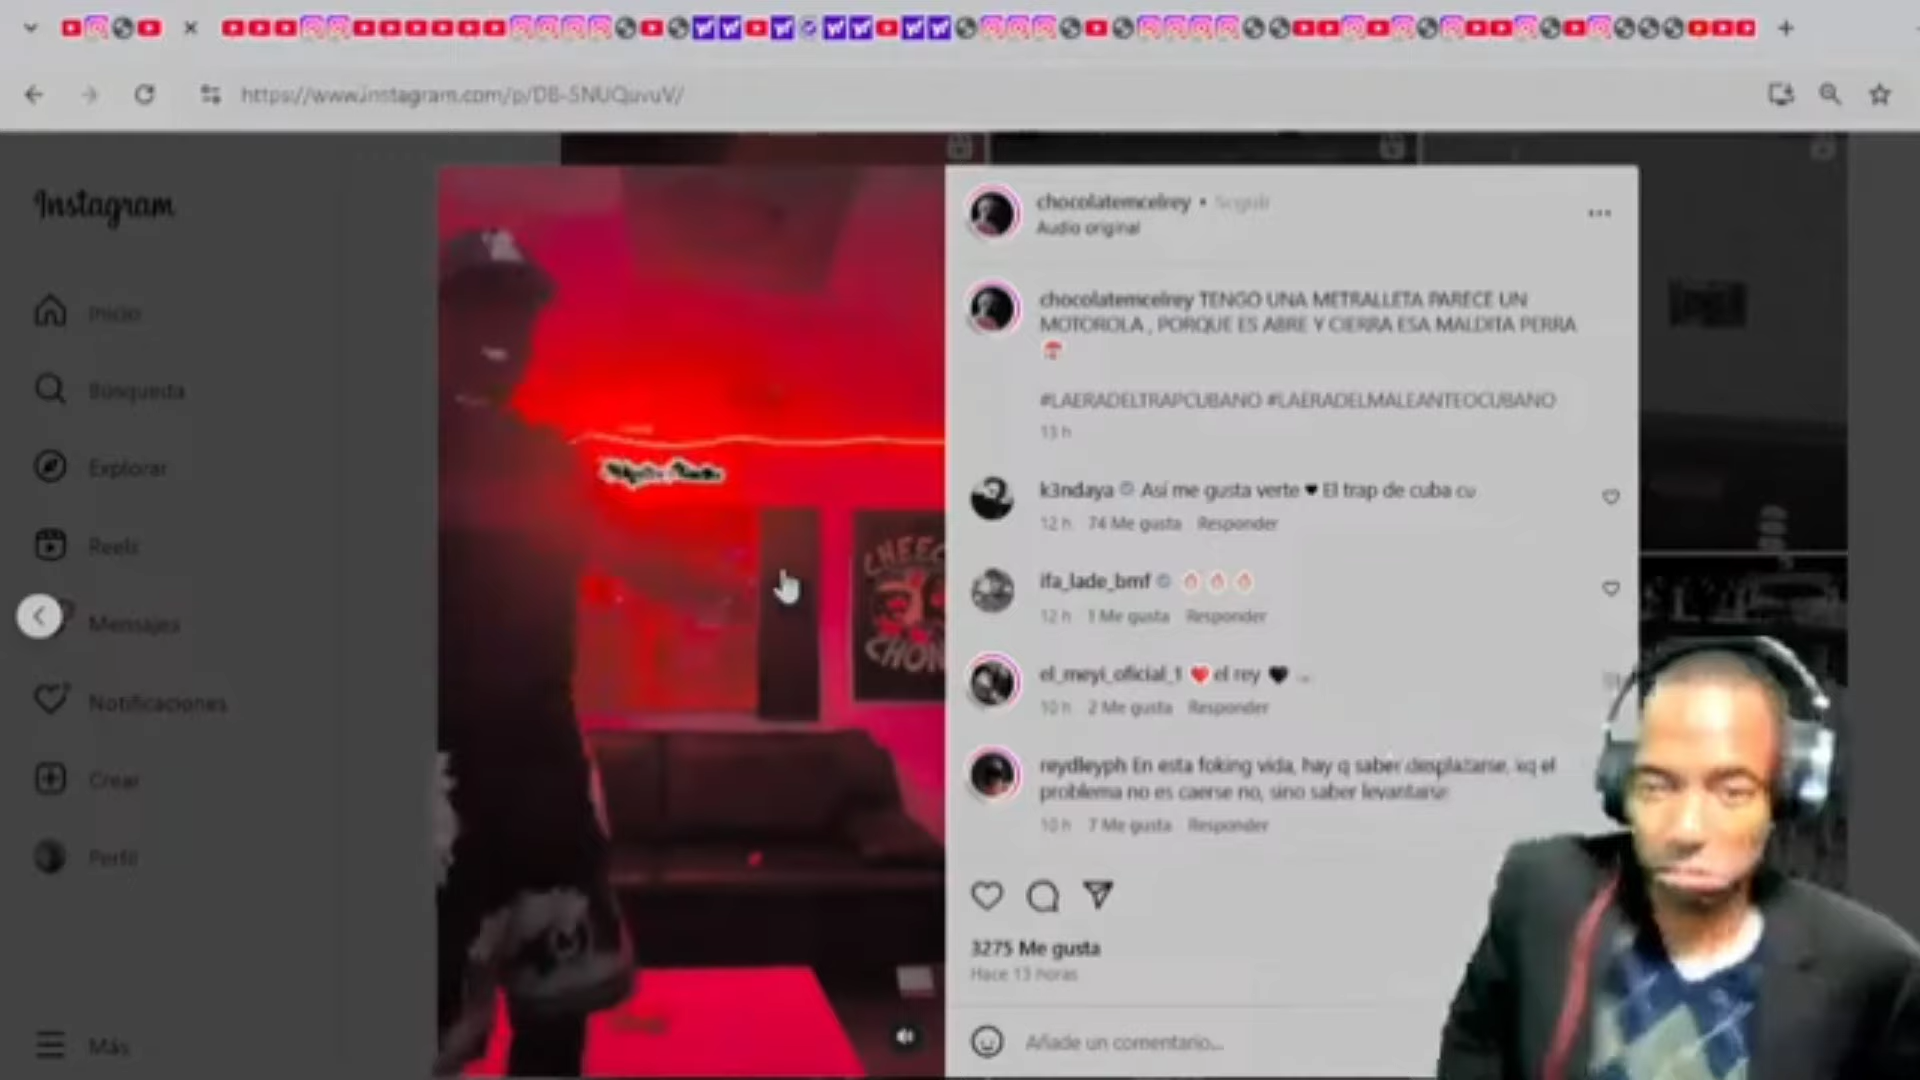 https://www.instagram.com/p/DB-5NUQuvuV/
Instagram
Inicio
Búsqueda
Explorar
Reels
Mensajes
Notificaciones
Crear
Perfil
Más
CHEECH
CHON
chocolatemcelrey • Seguir
Audio original
chocolatemcelrey TENGO UNA METRALLETA PARECE UN
MOTOROLA , PORQUE ES ABRE Y CIERRA ESA MALDITA PERRA
#LAERADELTRAPCUBANO #LAERADELMALEANTEOCUBANO
13 h
k3ndaya Así me gusta verte ♥ El trap de cuba cu
12 h 74 Me gusta Responder
ifa_lade_bmf
12 h 1 Me gusta Responder
el_meyi_oficial_1 ❤️ el rey 🖤
10 h 2 Me gusta Responder
reydleyph En esta foking vida, hay q saber desplazarse, xq el
problema no es caerse no, sino saber levantarse
10 h 7 Me gusta Responder
3275 Me gusta
Hace 13 horas
Añade un comentario...